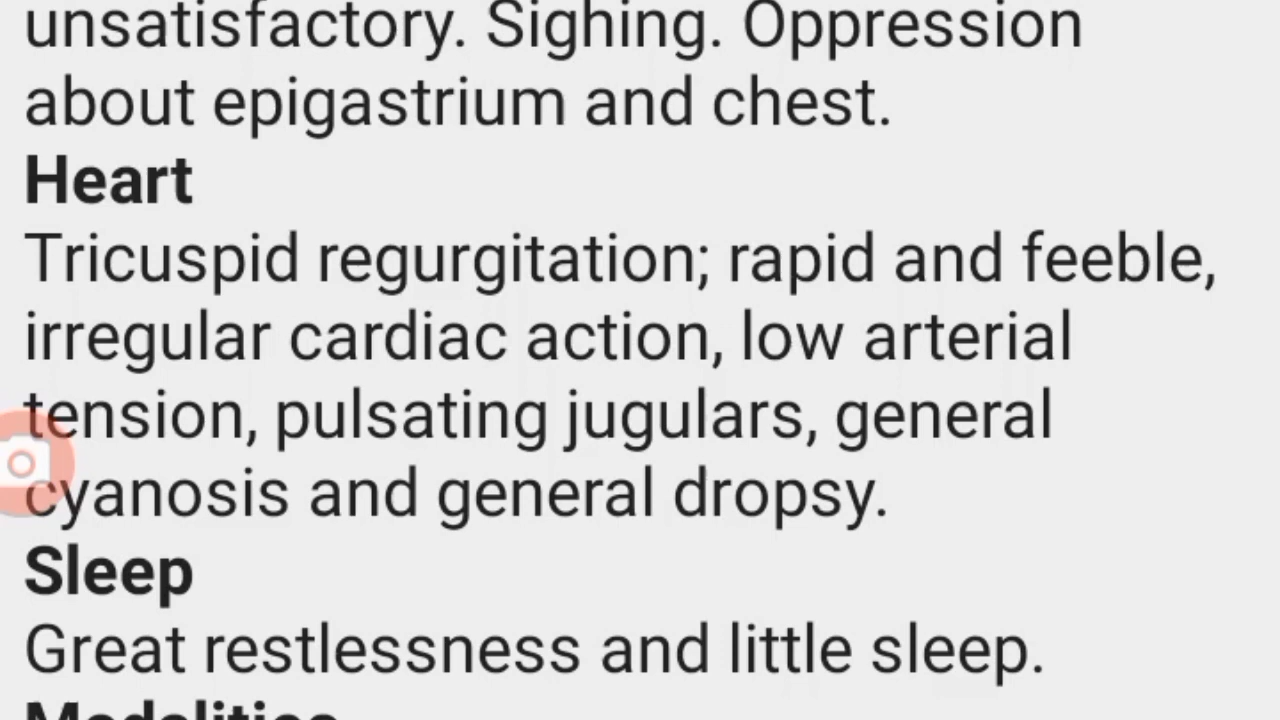 unsatisfactory. Sighing. Oppression
about epigastrium and chest.
Heart
Tricuspid regurgitation; rapid and feeble,
irregular cardiac action, low arterial
tension, pulsating jugulars, general
cyanosis and general dropsy.
Sleep
Great restlessness and little sleep.
Modalities